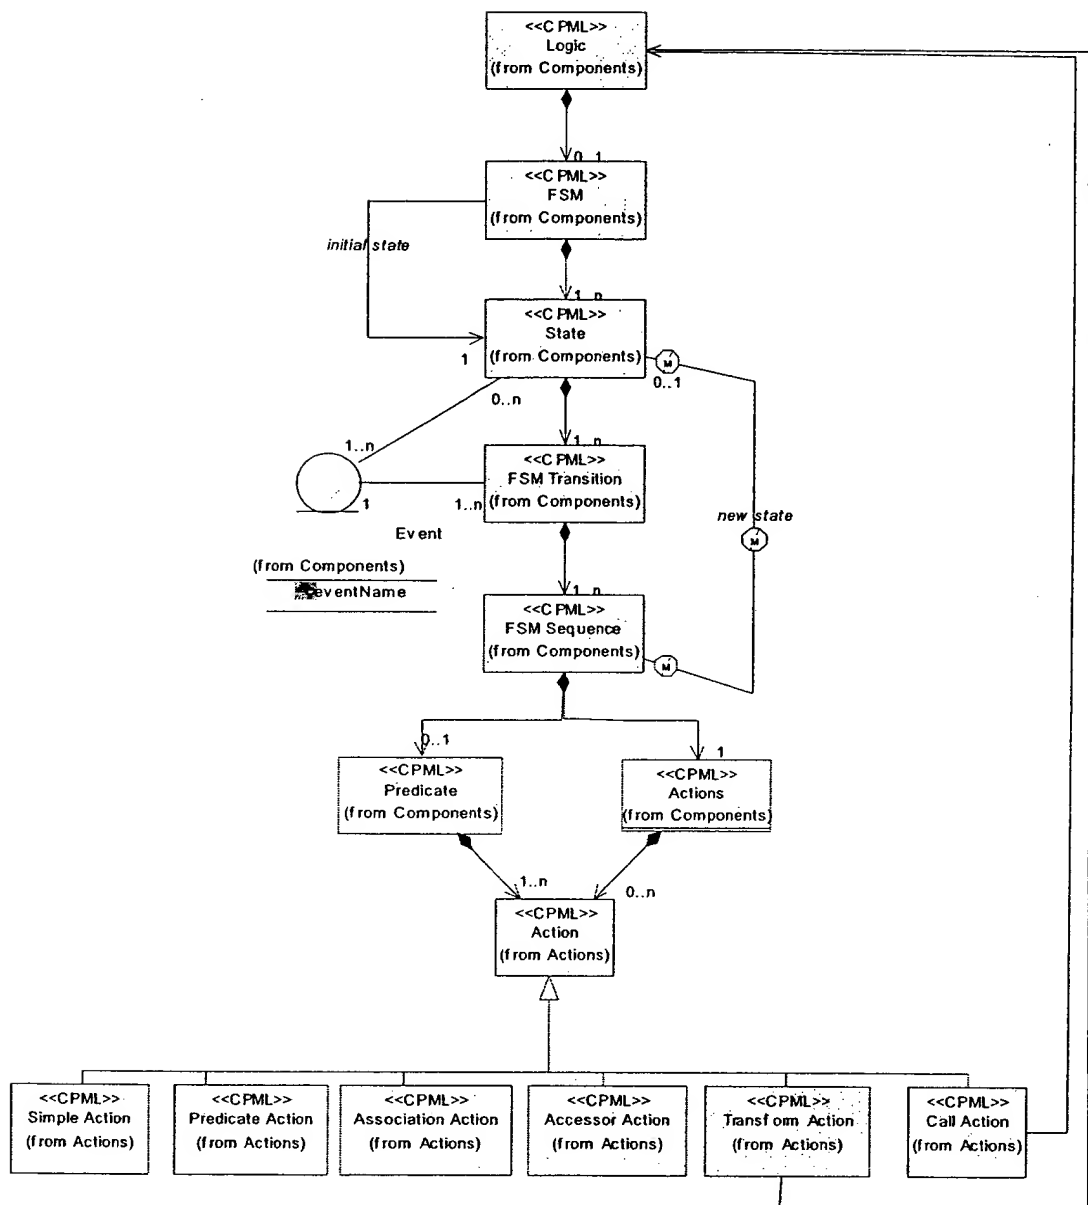 <<CPML>>
Logic
(from Components)
0..1
<<CPML>>
FSM
(from Components)
initial state
1..n
<<CPML>>
State
(from Components)
1
M
0..1
0..n
1..n
1..n
<<CPML>>
FSM Transition
(from Components)
1
1..n
new state
M
Event
(from Components)
eventName
1..n
<<CPML>>
FSM Sequence
(from Components)
M
0..1
1
<<CPML>>
Predicate
(from Components)
<<CPML>>
Actions
(from Components)
1..n
0..n
<<CPML>>
Action
(from Actions)
<<CPML>>
Simple Action
(from Actions)
<<CPML>>
Predicate Action
(from Actions)
<<CPML>>
Association Action
(from Actions)
<<CPML>>
Accessor Action
(from Actions)
<<CPML>>
Transform Action
(from Actions)
<<CPML>>
Call Action
(from Actions)